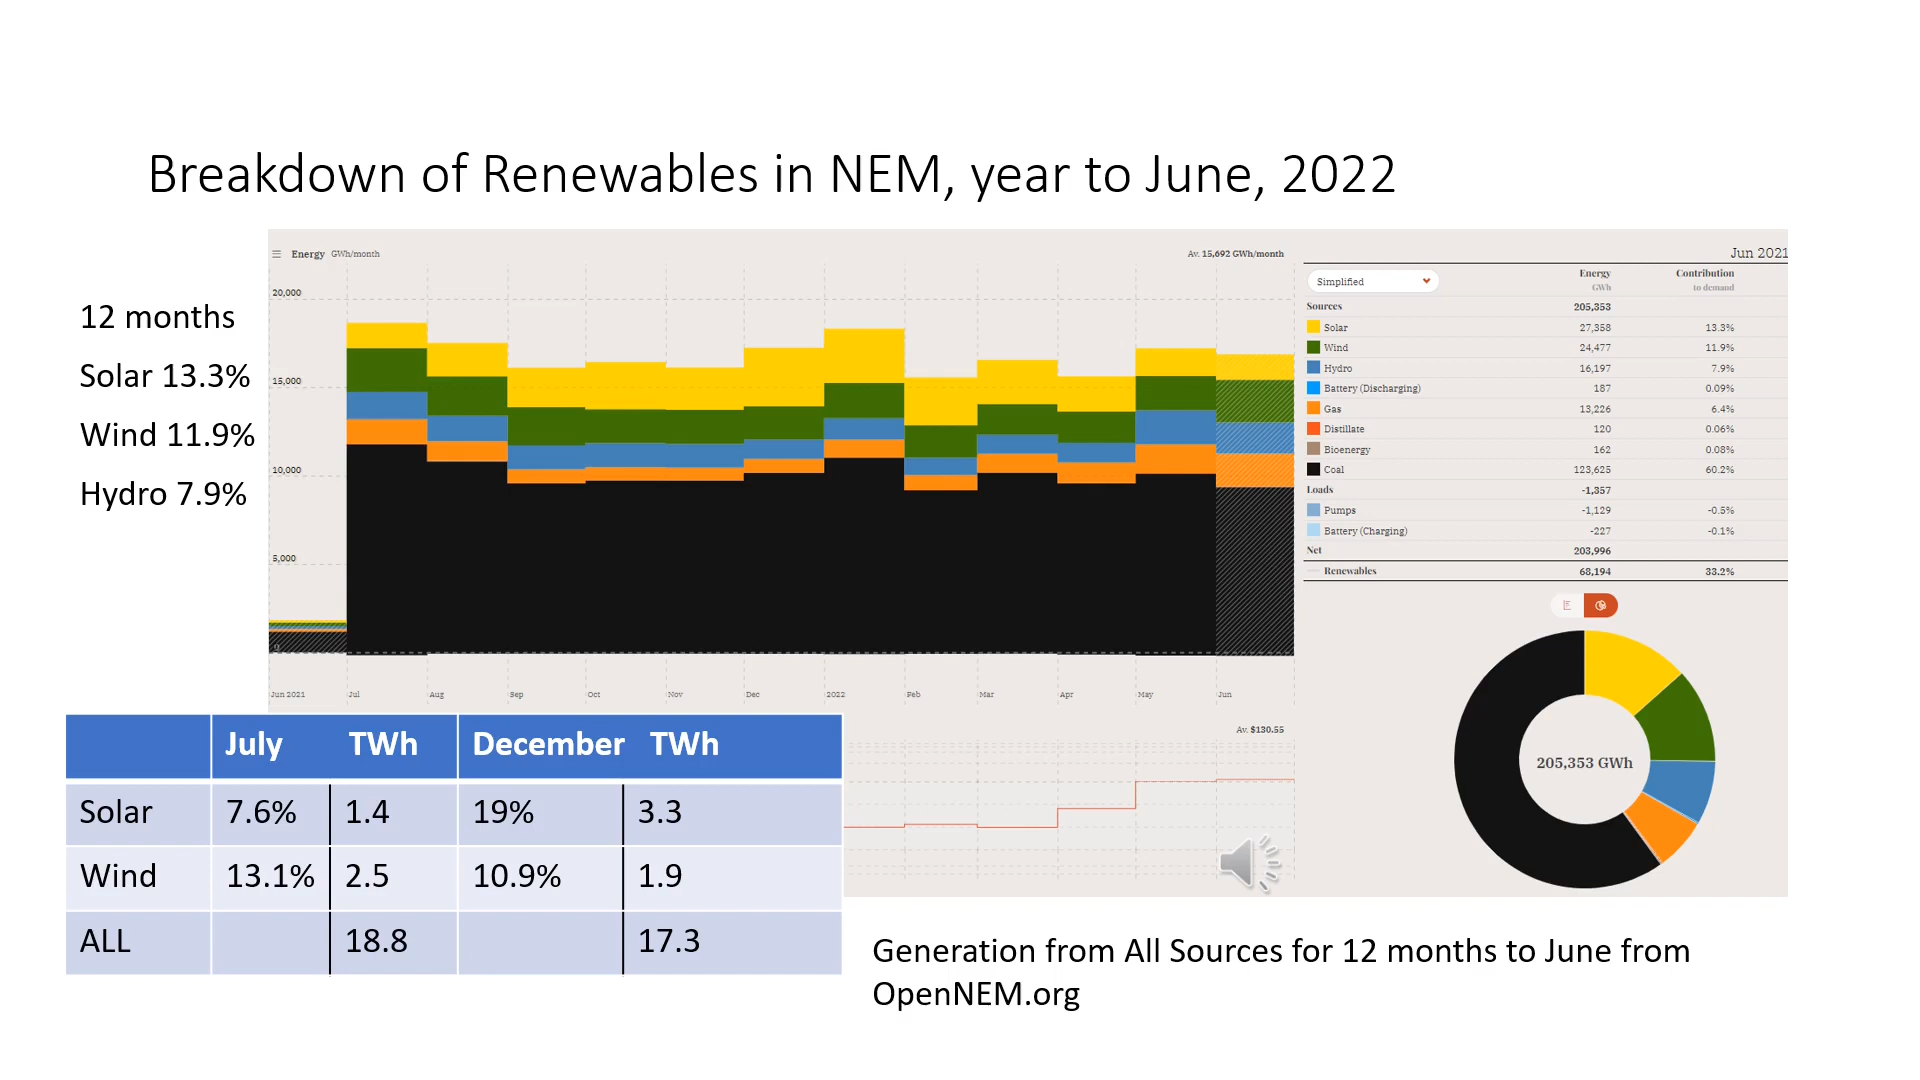 Breakdown of Renewables in NEM, year to June, 2022
12 months
Solar 13.3%
Wind 11.9%
Hydro 7.9%
Energy GWh/month
Av. 15,692 GWh/month
20,000
15,000
10,000
5,000
0
Jun 2021 Jul Aug Sep Oct Nov Dec 2022 Feb Mar Apr May Jun
Av. $130.55
Jun 2021
Simplified Energy Contribution
GWh to demand
Sources 205,353
Solar 27,358 13.3%
Wind 24,477 11.9%
Hydro 16,197 7.9%
Battery (Discharging) 187 0.09%
Gas 13,226 6.4%
Distillate 120 0.06%
Bioenergy 162 0.08%
Coal 123,625 60.2%
Loads -1,357
Pumps -1,129 -0.5%
Battery (Charging) -227 -0.1%
Net 203,996
Renewables 68,194 33.2%
205,353 GWh
July TWh December TWh
Solar 7.6% 1.4 19% 3.3
Wind 13.1% 2.5 10.9% 1.9
ALL 18.8 17.3
Generation from All Sources for 12 months to June from
OpenNEM.org